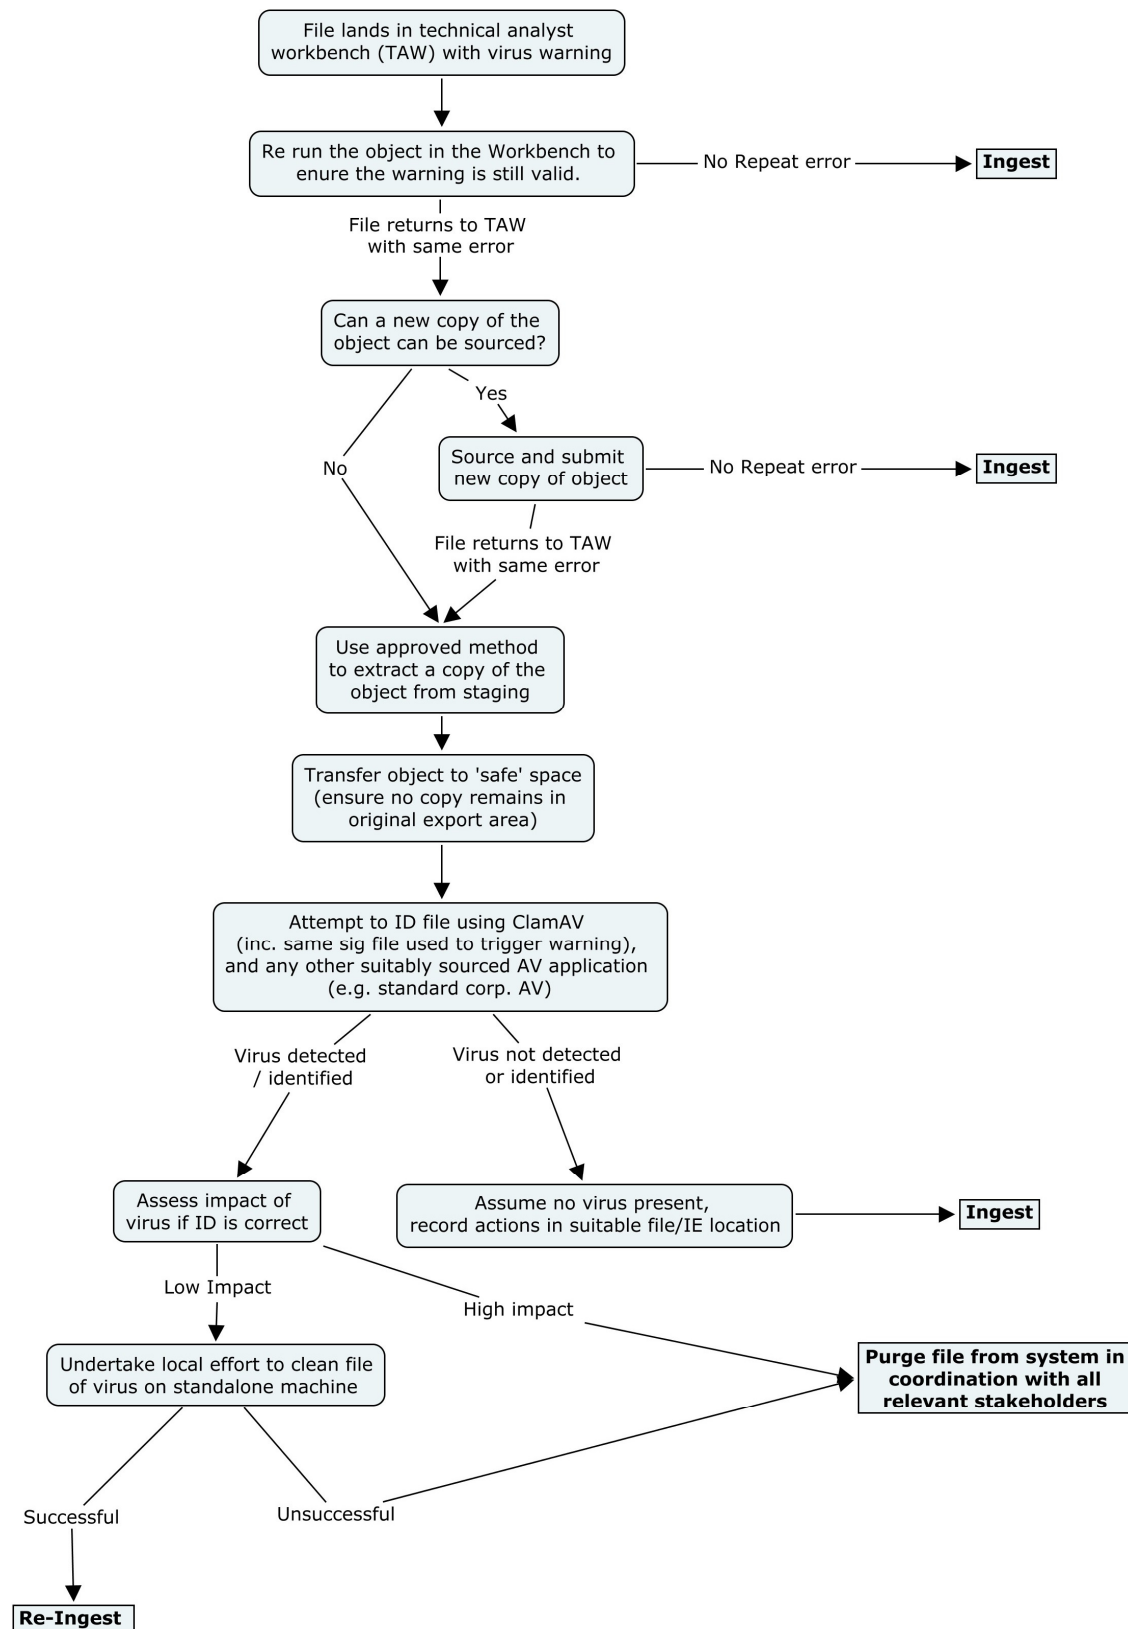 File lands in technical analyst
workbench (TAW) with virus warning
Re run the object in the Workbench to
enure the warning is still valid.
No Repeat error
Ingest
File returns to TAW
with same error
Can a new copy of the
object can be sourced?
Yes
No
Source and submit
new copy of object
No Repeat error
Ingest
File returns to TAW
with same error
Use approved method
to extract a copy of the
object from staging
Transfer object to 'safe' space
(ensure no copy remains in
original export area)
Attempt to ID file using ClamAV
(inc. same sig file used to trigger warning),
and any other suitably sourced AV application
(e.g. standard corp. AV)
Virus detected
/ identified
Virus not detected
or identified
Assess impact of
virus if ID is correct
Assume no virus present,
record actions in suitable file/IE location
Ingest
Low Impact
High impact
Undertake local effort to clean file
of virus on standalone machine
Purge file from system in
coordination with all
relevant stakeholders
Successful
Unsuccessful
Re-Ingest